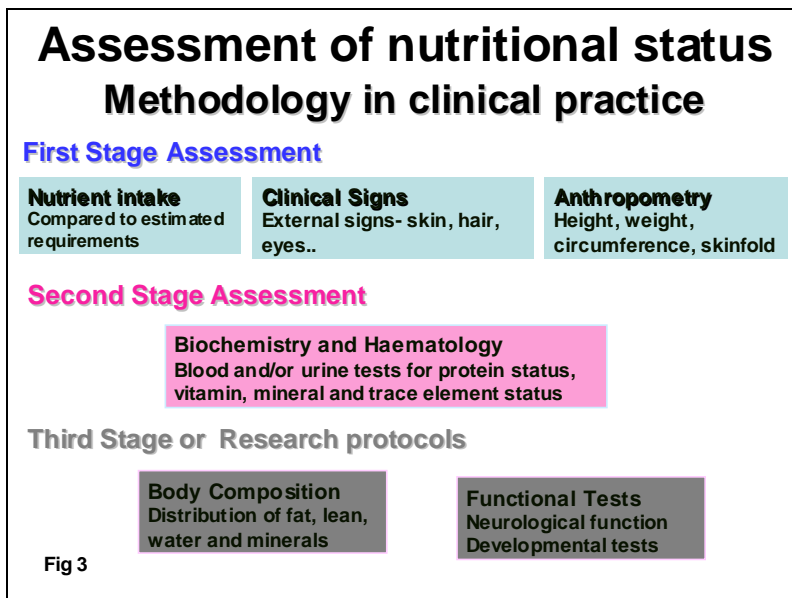 Assessment of nutritional status
Methodology in clinical practice
First Stage Assessment
Nutrient intake
Compared to estimated
requirements
Clinical Signs
External signs- skin, hair,
eyes..
Anthropometry
Height, weight,
circumference, skinfold
Second Stage Assessment
Biochemistry and Haematology
Blood and/or urine tests for protein status,
vitamin, mineral and trace element status
Third Stage or Research protocols
Body Composition
Distribution of fat, lean,
water and minerals
Functional Tests
Neurological function
Developmental tests
Fig 3